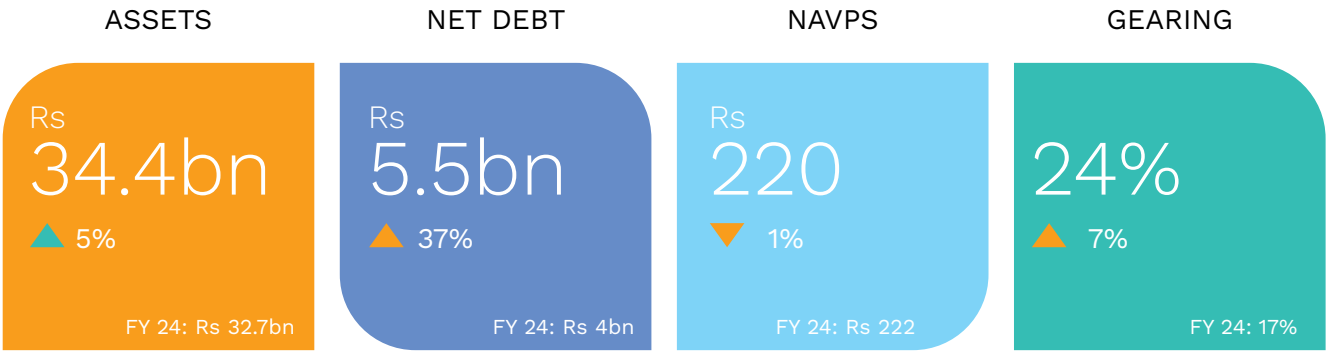 ASSETS
Rs
34.4bn
5%
FY 24: Rs 32.7bn
NET DEBT
Rs
5.5bn
37%
FY 24: Rs 4bn
NAVPS
Rs
220
1%
FY 24: Rs 222
GEARING
24%
7%
FY 24: 17%